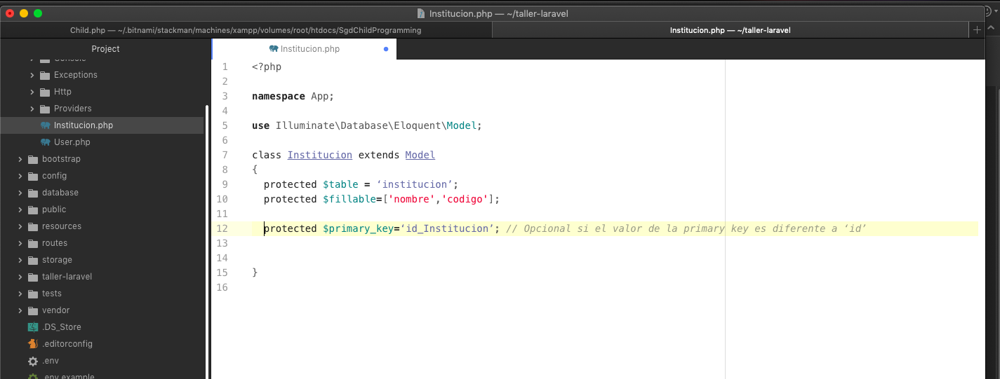 Institucion.php — ~/taller-laravel
Child.php — ~/.bitnami/stackman/machines/xampp/volumes/root/htdocs/SgdChildProgramming
Institucion.php — ~/taller-laravel
Project
Console
Exceptions
Http
Providers
Institucion.php
User.php
bootstrap
config
database
public
resources
routes
storage
taller-laravel
tests
vendor
.DS_Store
.editorconfig
.env
.env.example
Institucion.php
1 <?php
2
3 namespace App;
4
5 use Illuminate\Database\Eloquent\Model;
6
7 class Institucion extends Model
8 {
9 protected $table = ‘institucion’;
10 protected $fillable=['nombre','codigo'];
11
12 protected $primary_key=‘id_Institucion’; // Opcional si el valor de la primary key es diferente a ‘id’
13
14
15 }
16